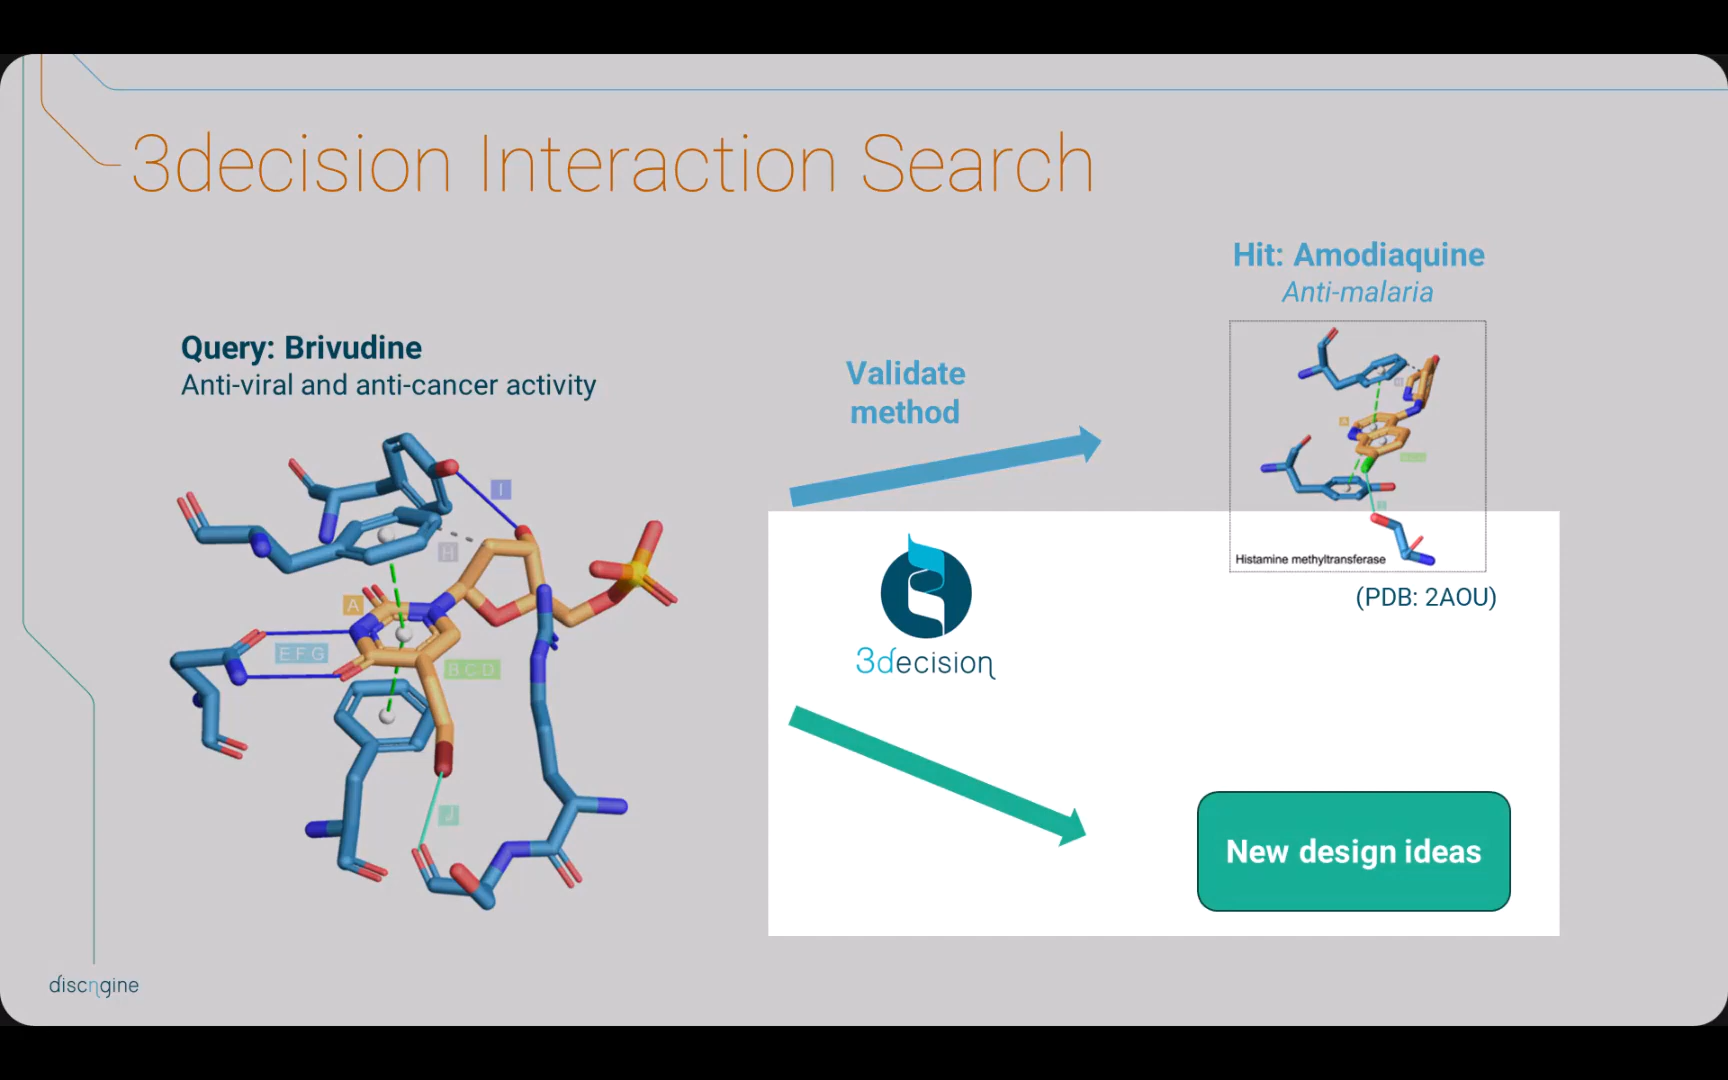 3decision Interaction Search
Query: Brivudine
Anti-viral and anti-cancer activity
I
H
A
E F G
B C D
J
Validate
method
3decision
Hit: Amodiaquine
Anti-malaria
A
Histamine methyltransferase
(PDB: 2AOU)
New design ideas
discngine